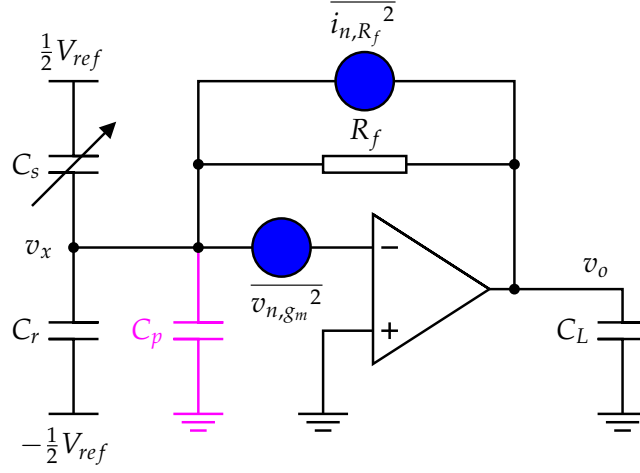 $\overline{i_{n,R_f}{}^2}$
$\frac{1}{2}V_{ref}$
$R_f$
$C_s$
$v_x$
−
$v_o$
$\overline{v_{n,g_m}{}^2}$
$C_r$
$C_p$
+
$C_L$
$-\frac{1}{2}V_{ref}$